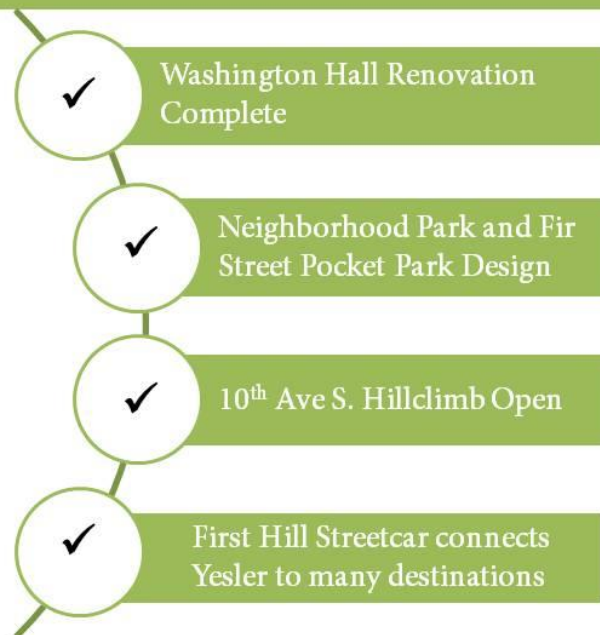 Washington Hall Renovation
Complete
Neighborhood Park and Fir
Street Pocket Park Design
10th Ave S. Hillclimb Open
First Hill Streetcar connects
Yesler to many destinations